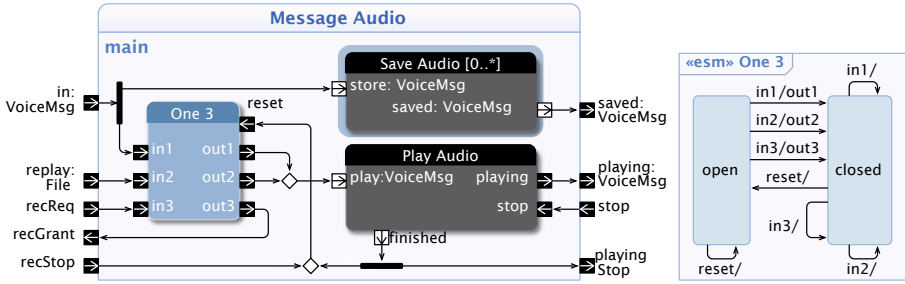 Message Audio
main
in:
VoiceMsg
replay:
File
recReq
recGrant
recStop
One 3
reset
in1 out1
in2 out2
in3 out3
Save Audio [0..*]
store: VoiceMsg
saved: VoiceMsg
Play Audio
play:VoiceMsg playing
stop
finished
saved:
VoiceMsg
playing:
VoiceMsg
stop
playing
Stop
«esm» One 3
in1/
in1/out1
in2/out2
in3/out3
open
closed
reset/
in3/
reset/
in2/